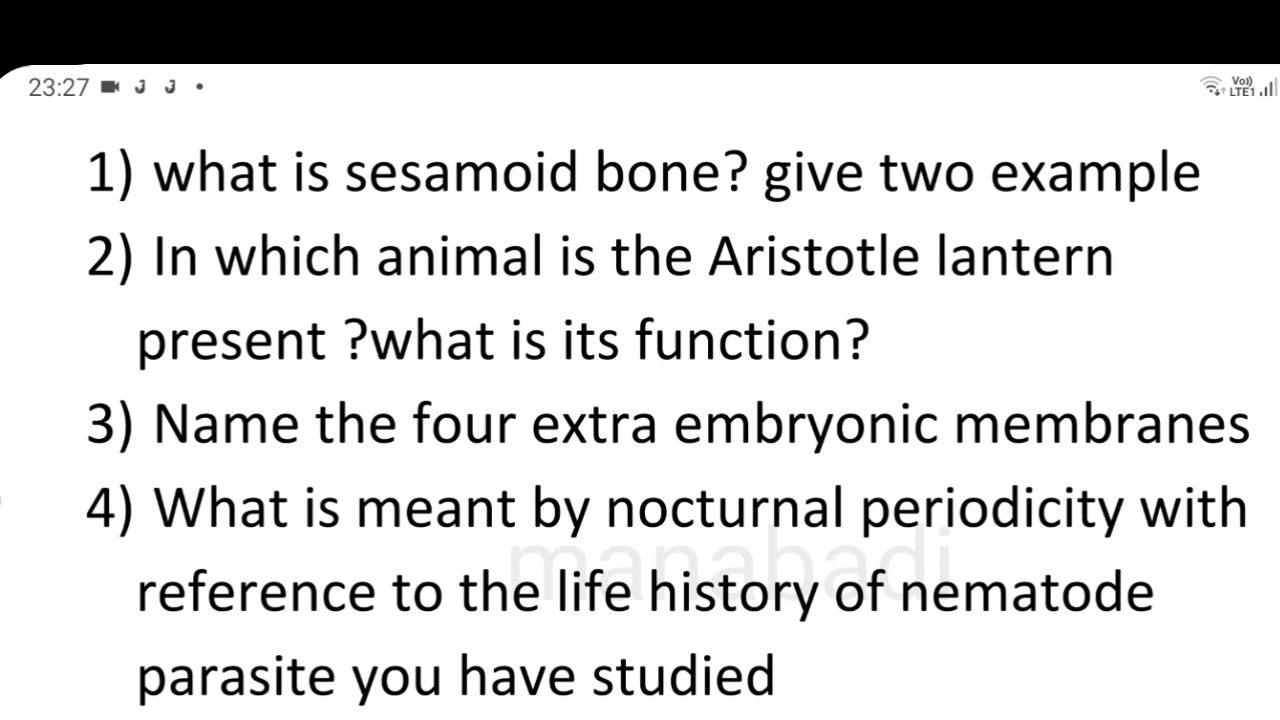 23:27
Vo))
LTE1
1) what is sesamoid bone? give two example
2) In which animal is the Aristotle lantern
present ?what is its function?
3) Name the four extra embryonic membranes
4) What is meant by nocturnal periodicity with
manabadi
reference to the life history of nematode
parasite you have studied